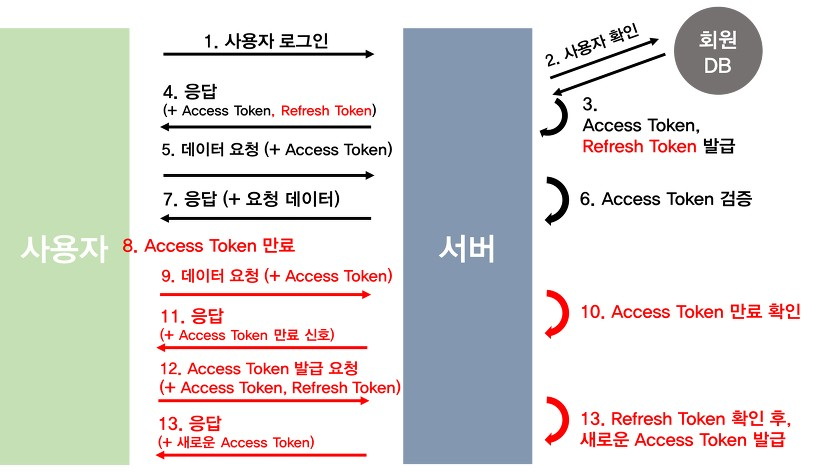 1. 사용자 로그인
2. 사용자 확인
회원
DB
3.
Access Token,
Refresh Token 발급
4. 응답
(+ Access Token, Refresh Token)
5. 데이터 요청 (+ Access Token)
6. Access Token 검증
7. 응답 (+ 요청 데이터)
사용자
서버
8. Access Token 만료
9. 데이터 요청 (+ Access Token)
10. Access Token 만료 확인
11. 응답
(+ Access Token 만료 신호)
12. Access Token 발급 요청
(+ Access Token, Refresh Token)
13. Refresh Token 확인 후,
새로운 Access Token 발급
13. 응답
(+ 새로운 Access Token)